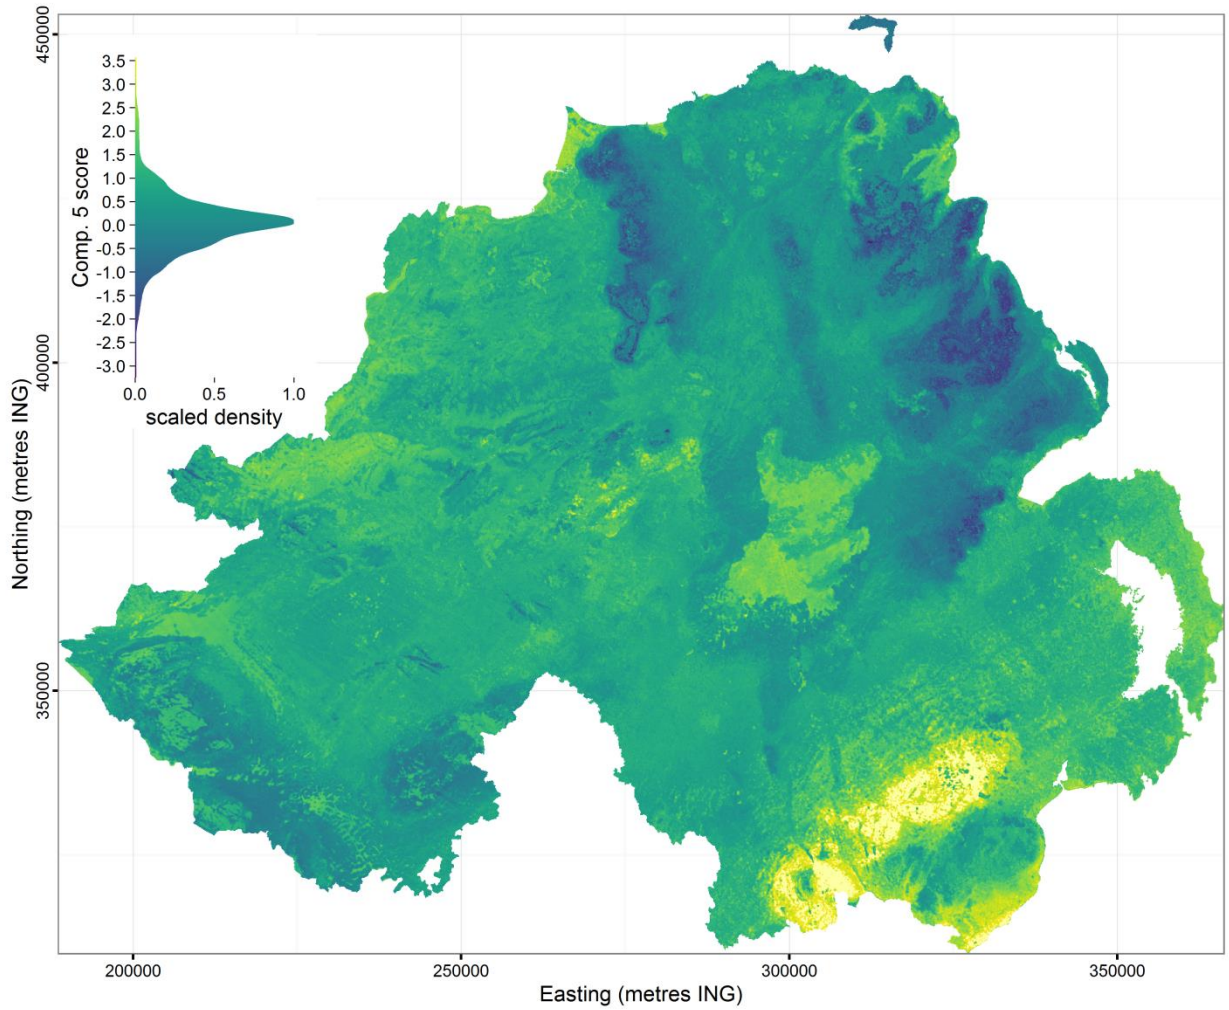 450000
400000
350000
Northing (metres ING)
3.5
3.0
2.5
2.0
1.5
1.0
0.5
0.0
-0.5
-1.0
-1.5
-2.0
-2.5
-3.0
Comp. 5 score
0.0 0.5 1.0
scaled density
200000 250000 300000 350000
Easting (metres ING)